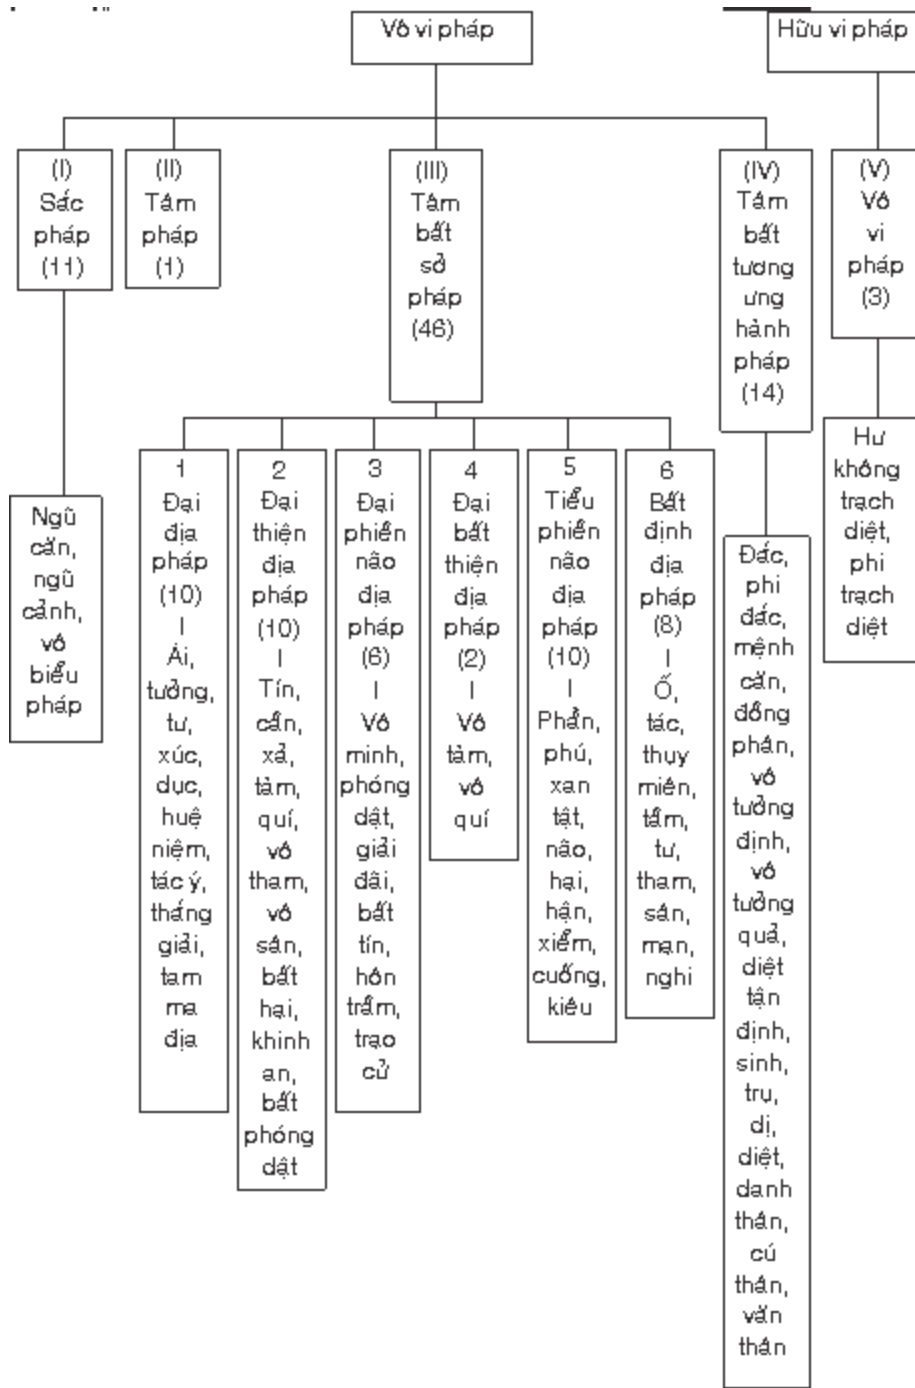 Vô vi pháp
Hữu vi pháp
(I)
Sắc
pháp
(11)
(II)
Tâm
pháp
(1)
(III)
Tâm
bất
sở
pháp
(46)
(IV)
Tâm
bất
tương
ưng
hảnh
pháp
(14)
(V)
Vô
vi
pháp
(3)
Ngũ
căn,
ngũ
cảnh,
vô
biểu
pháp
1
Đại
địa
pháp
(10)
|
Ái,
tưởng,
tư,
xúc,
dục,
huệ
niệm,
tác ý,
thắng
giải,
tam
ma
địa
2
Đại
thiện
địa
pháp
(10)
|
Tín,
cần,
xả,
tàm,
quí,
vô
tham,
vô
sân,
bất
hại,
khinh
an,
bất
phóng
dật
3
Đại
phiền
não
địa
pháp
(6)
|
Vô
minh,
phóng
dật,
giải
đãi,
bất
tín,
hôn
trầm,
trạo
cử
4
Đại
bất
thiện
địa
pháp
(2)
|
Vô
tàm,
vô
quí
5
Tiểu
phiền
não
địa
pháp
(10)
|
Phẩn,
phú,
xan
tật,
não,
hại,
hận,
xiểm,
cuống,
kiêu
6
Bất
định
địa
pháp
(8)
|
Ố,
tác,
thụy
miên,
tầm,
tư,
tham,
sân,
mạn,
nghi
Đắc,
phi
đắc,
mệnh
căn,
đồng
phân,
vô
tưởng
định,
vô
tưởng
quả,
diệt
tận
định,
sinh,
trụ,
dị,
diệt,
danh
thân,
cú
thân,
văn
thân
Hư
không
trạch
diệt,
phi
trạch
diệt